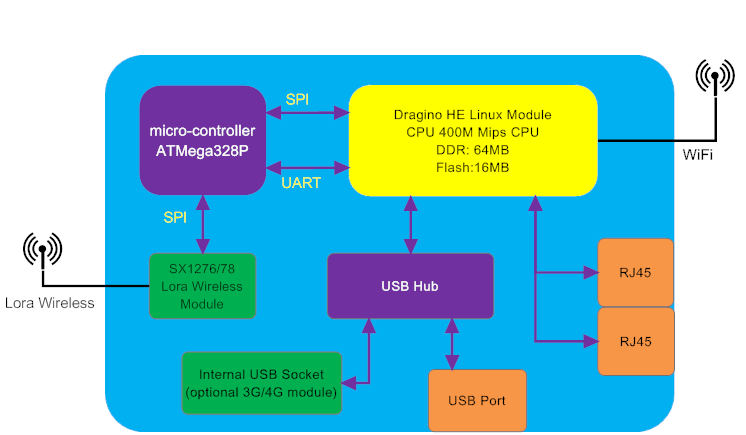 SPI
Dragino HE Linux Module
CPU 400M Mips CPU
DDR: 64MB
Flash:16MB
micro-controller
ATMega328P
WiFi
UART
SPI
SX1276/78
Lora Wireless
Module
Lora Wireless
USB Hub
RJ45
RJ45
Internal USB Socket
(optional 3G/4G module)
USB Port